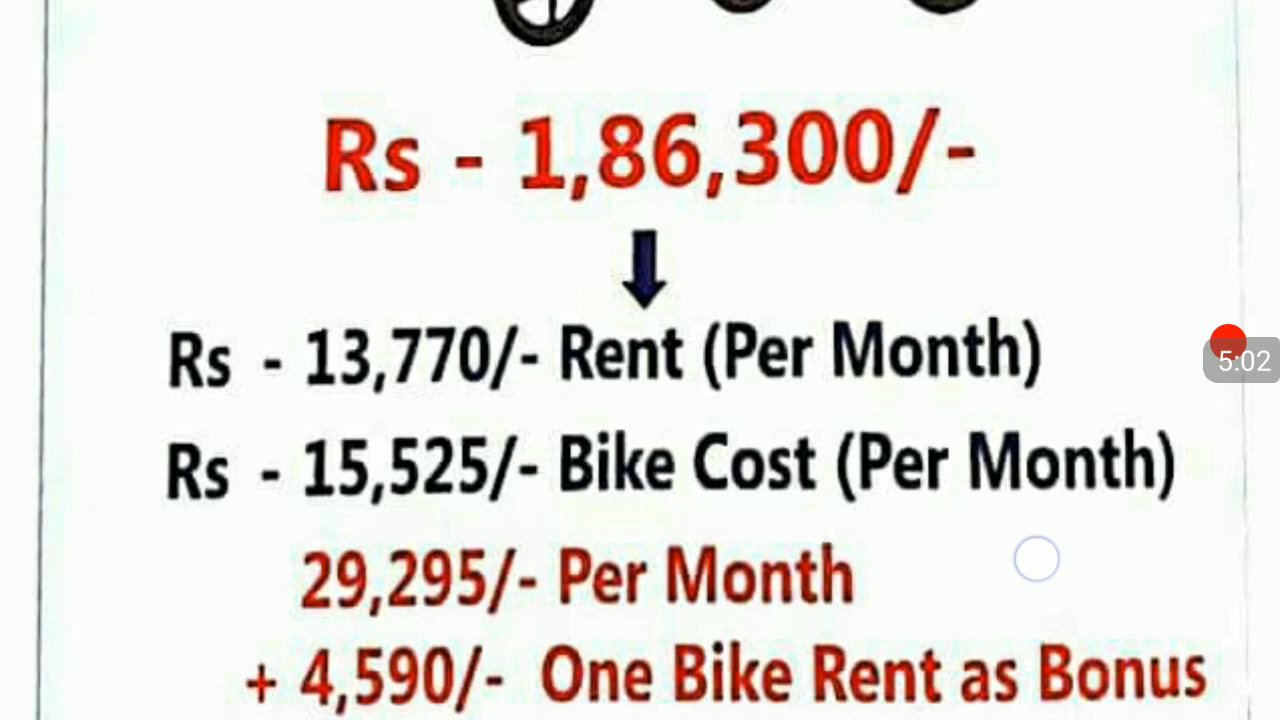 Rs - 1,86,300/-
Rs - 13,770/- Rent (Per Month)
5:02
Rs - 15,525/- Bike Cost (Per Month)
29,295/- Per Month
+ 4,590/- One Bike Rent as Bonus